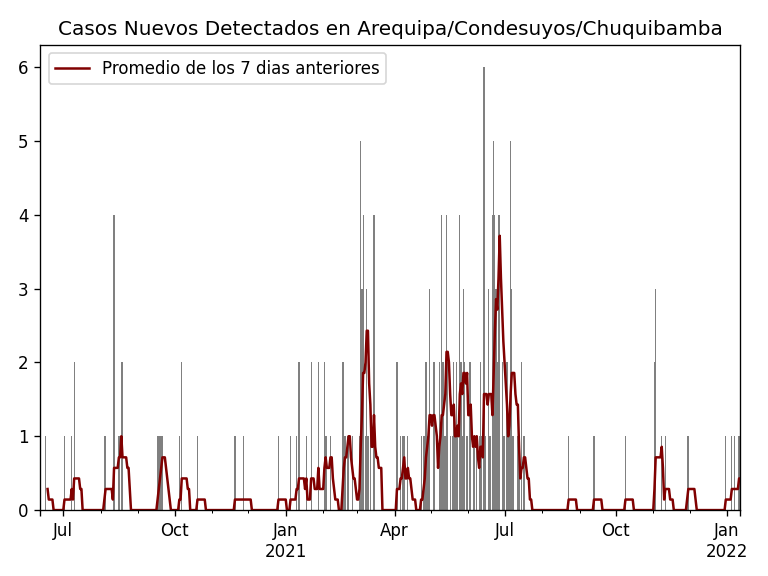 Casos Nuevos Detectados en Arequipa/Condesuyos/Chuquibamba
Promedio de los 7 dias anteriores
6
5
4
3
2
1
0
Jul Oct Jan Apr Jul Oct Jan
2021 2022